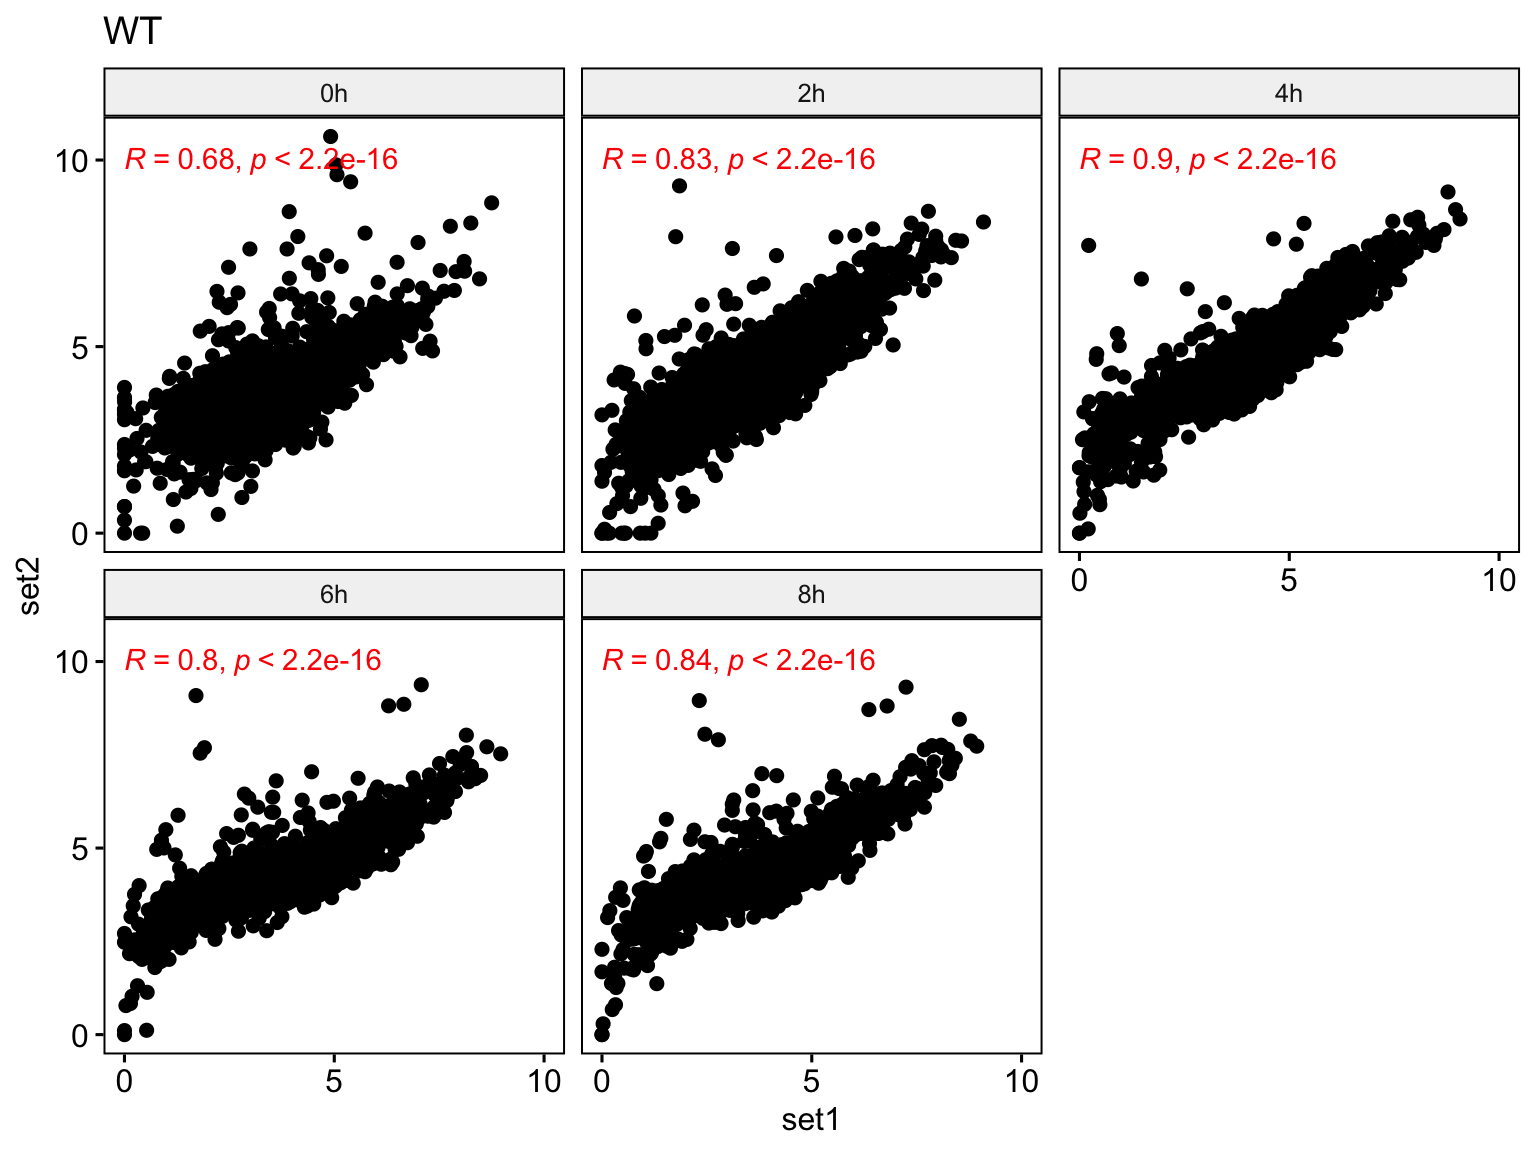 WT
0h
2h
4h
10
R = 0.68, p < 2.2e-16
R = 0.83, p < 2.2e-16
R = 0.9, p < 2.2e-16
5
0
0 5 10
set2
6h
8h
10
R = 0.8, p < 2.2e-16
R = 0.84, p < 2.2e-16
5
0
0 5 10
0 5 10
set1